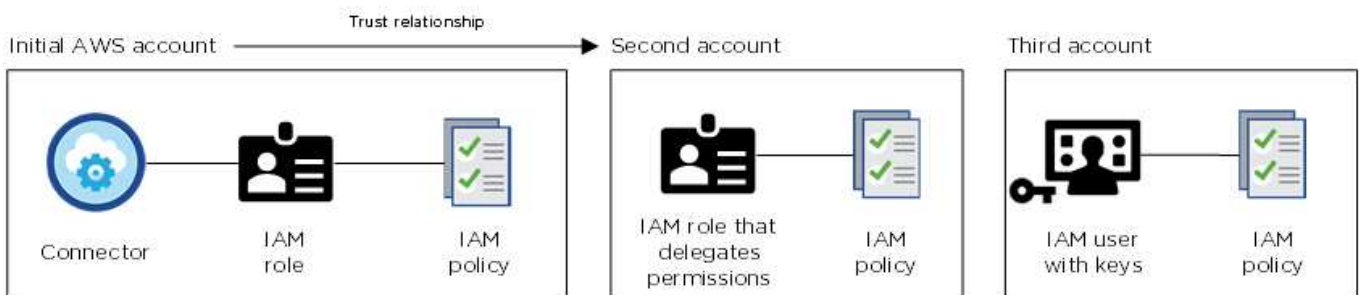 Trust relationship
Initial AWS account
Second account
Third account
Connector
IAM
role
IAM
policy
IAM role that
delegates
permissions
IAM
policy
IAM user
with keys
IAM
policy